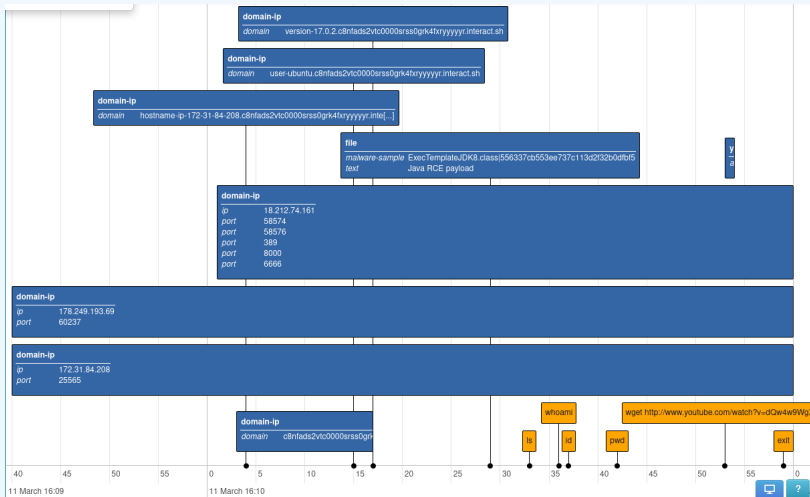 domain-ip
domain version-17.0.2.c8nfads2vtc0000srss0grk4fxryyyyyr.interact.sh
domain-ip
domain user-ubuntu.c8nfads2vtc0000srss0grk4fxryyyyyr.interact.sh
domain-ip
domain hostname-ip-172-31-84-208.c8nfads2vtc0000srss0grk4fxryyyyyr.inte[...]
file
malware-sample ExecTemplateJDK8.class|556337cb553ee737c113d2f32b0dfbf5
text Java RCE payload
y
a
domain-ip
ip 18.212.74.161
port 58574
port 58576
port 389
port 8000
port 6666
domain-ip
ip 178.249.193.69
port 60237
domain-ip
ip 172.31.84.208
port 25565
whoami
wget http://www.youtube.com/watch?v=dQw4w9Wg
domain-ip
domain c8nfads2vtc0000srss0grk
ls
id
pwd
exit
40 45 50 55 0 5 10 15 20 25 30 35 40 45 50 55 0
11 March 16:09 11 March 16:10
?